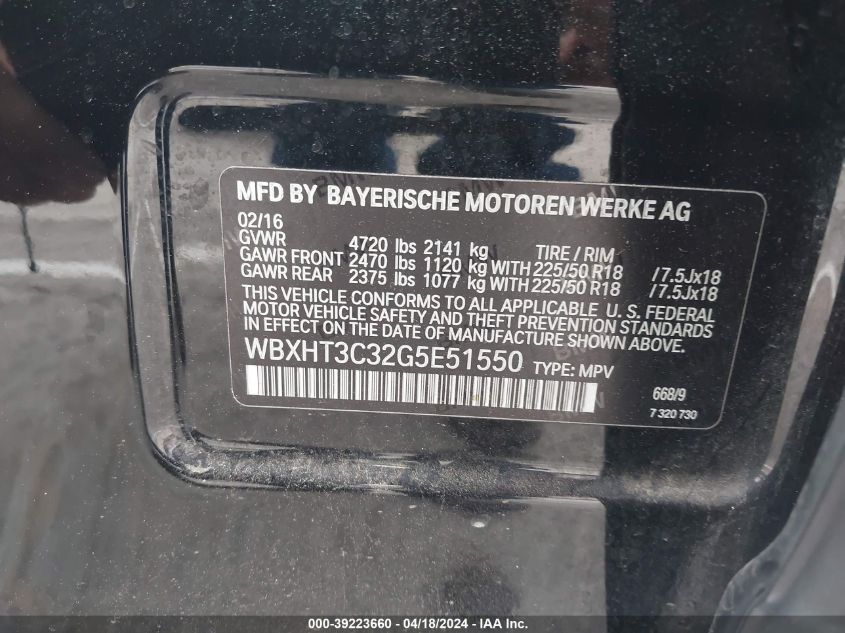 MFD BY BAYERISCHE MOTOREN WERKE AG
02/16
GVWR 4720 lbs 2141 kg TIRE / RIM
GAWR FRONT 2470 lbs 1120 kg WITH 225/50 R18 / 7.5Jx18
GAWR REAR 2375 lbs 1077 kg WITH 225/50 R18 / 7.5Jx18
THIS VEHICLE CONFORMS TO ALL APPLICABLE U. S. FEDERAL
MOTOR VEHICLE SAFETY AND THEFT PREVENTION STANDARDS
IN EFFECT ON THE DATE OF MANUFACTURE SHOWN ABOVE.
WBXHT3C32G5E51550 TYPE: MPV
668/9
7 320 730
000-39223660 - 04/18/2024 - IAAI.COM